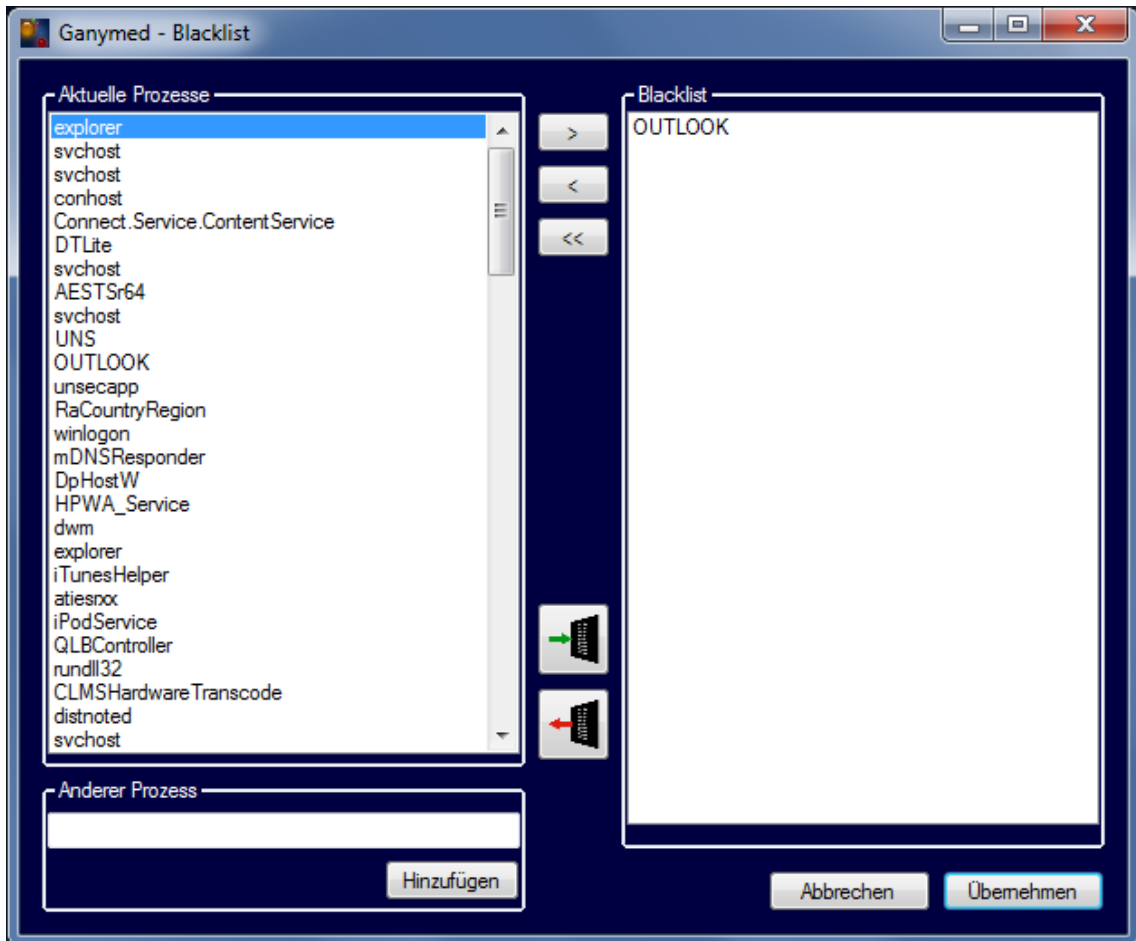 Ganymed - Blacklist
Aktuelle Prozesse
explorer
svchost
svchost
conhost
Connect.Service.ContentService
DTLite
svchost
AESTSr64
svchost
UNS
OUTLOOK
unsecapp
RaCountryRegion
winlogon
mDNSResponder
DpHostW
HPWA_Service
dwm
explorer
iTunesHelper
atiesrxx
iPodService
QLBController
rundll32
CLMSHardwareTranscode
distnoted
svchost
>
<
<<
Blacklist
OUTLOOK
Anderer Prozess
Hinzufügen
Abbrechen
Übernehmen